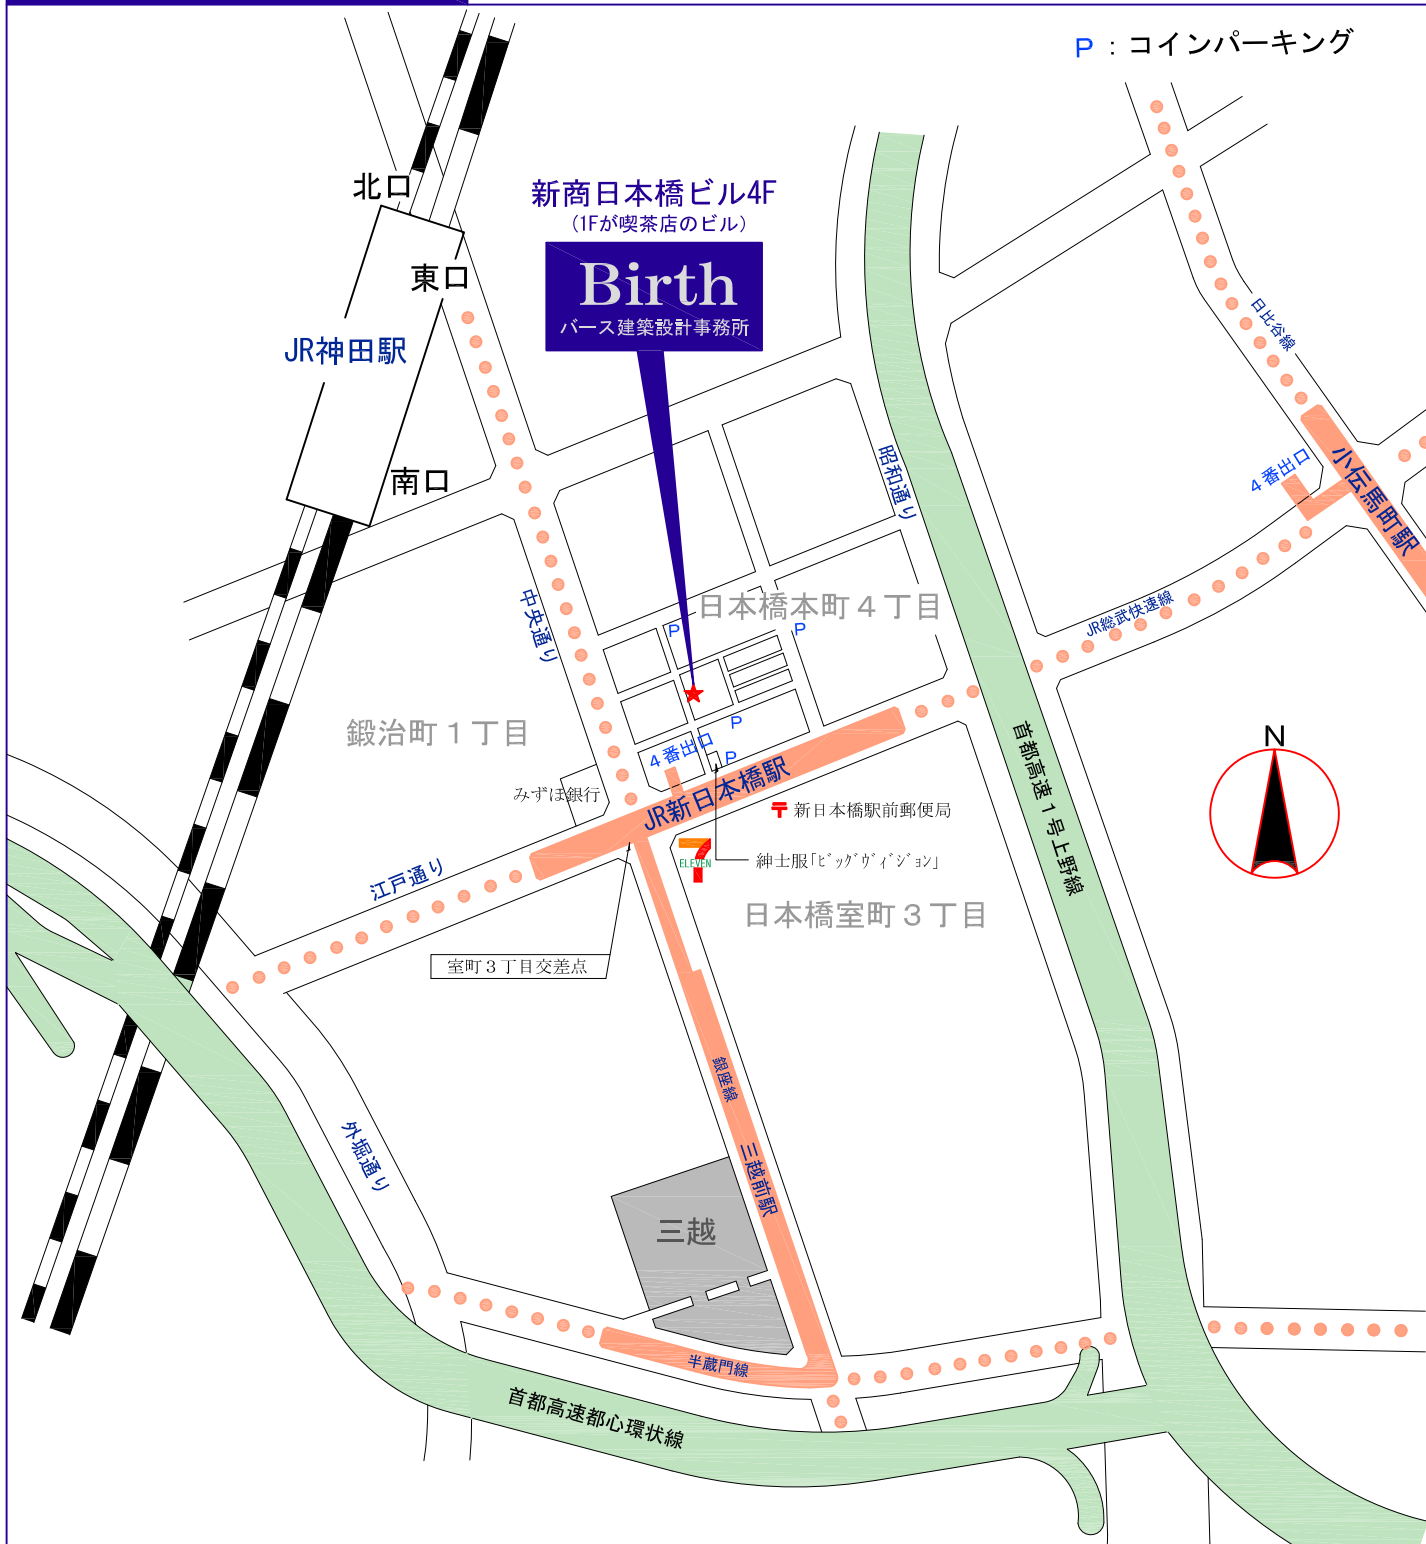 P : コインパーキング
北口
新商日本橋ビル4F
(1Fが喫茶店のビル)
東口
Birth
バース建築設計事務所
JR神田駅
日比谷線
南口
昭和通り
4番出口
小伝馬町駅
中央通り
日本橋本町4丁目
P
P
JR総武快速線
鍛冶町1丁目
P
4番出口
P
首都高速1号上野線
N
JR新日本橋駅
みずほ銀行
〒 新日本橋駅前郵便局
7
ELEVEN
紳士服「ビッグヴィジョン」
江戸通り
日本橋室町3丁目
室町3丁目交差点
銀座線
外堀通り
三越前駅
三越
半蔵門線
首都高速都心環状線